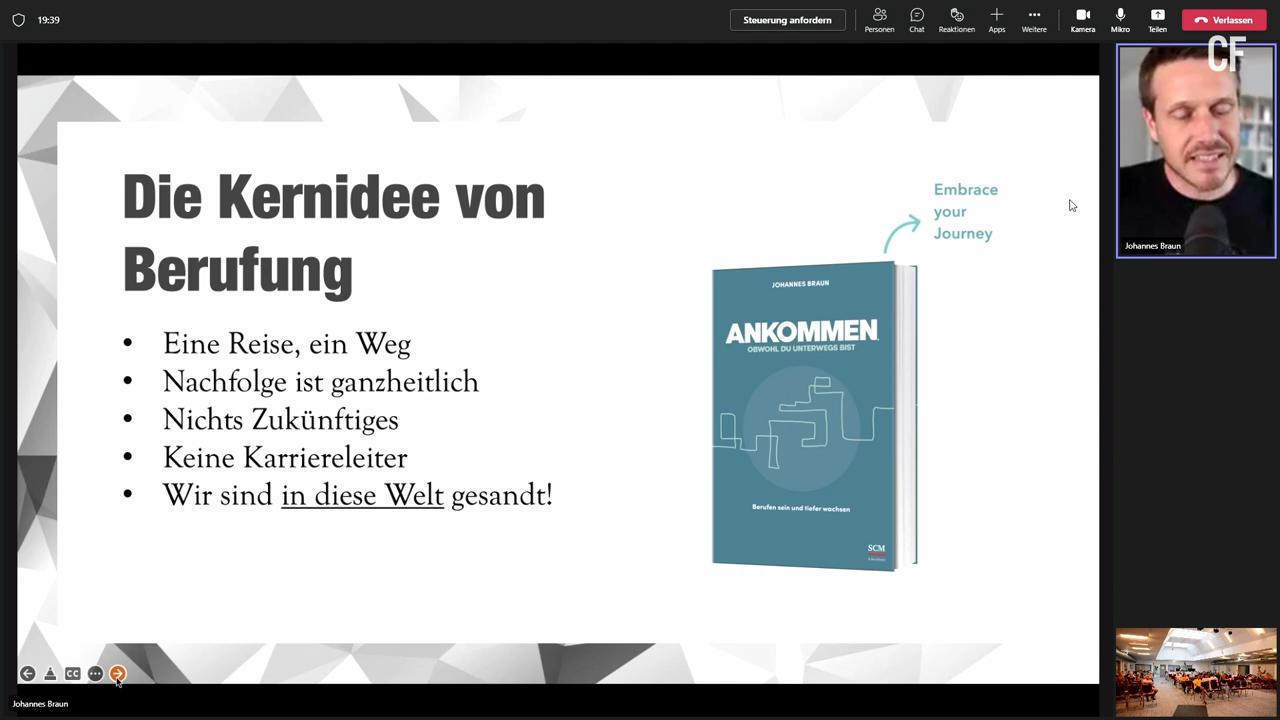 19:39
Steuerung anfordern
Personen
Chat
Reaktionen
Apps
Weitere
Kamera
Mikro
Teilen
Verlassen
CF
Die Kernidee von
Berufung
• Eine Reise, ein Weg
• Nachfolge ist ganzheitlich
• Nichts Zukünftiges
• Keine Karriereleiter
• Wir sind in diese Welt gesandt!
Embrace
your
Journey
JOHANNES BRAUN
ANKOMMEN
OBWOHL DU UNTERWEGS BIST
Berufen sein und tiefer wachsen
SCM
Johannes Braun
CC
Johannes Braun